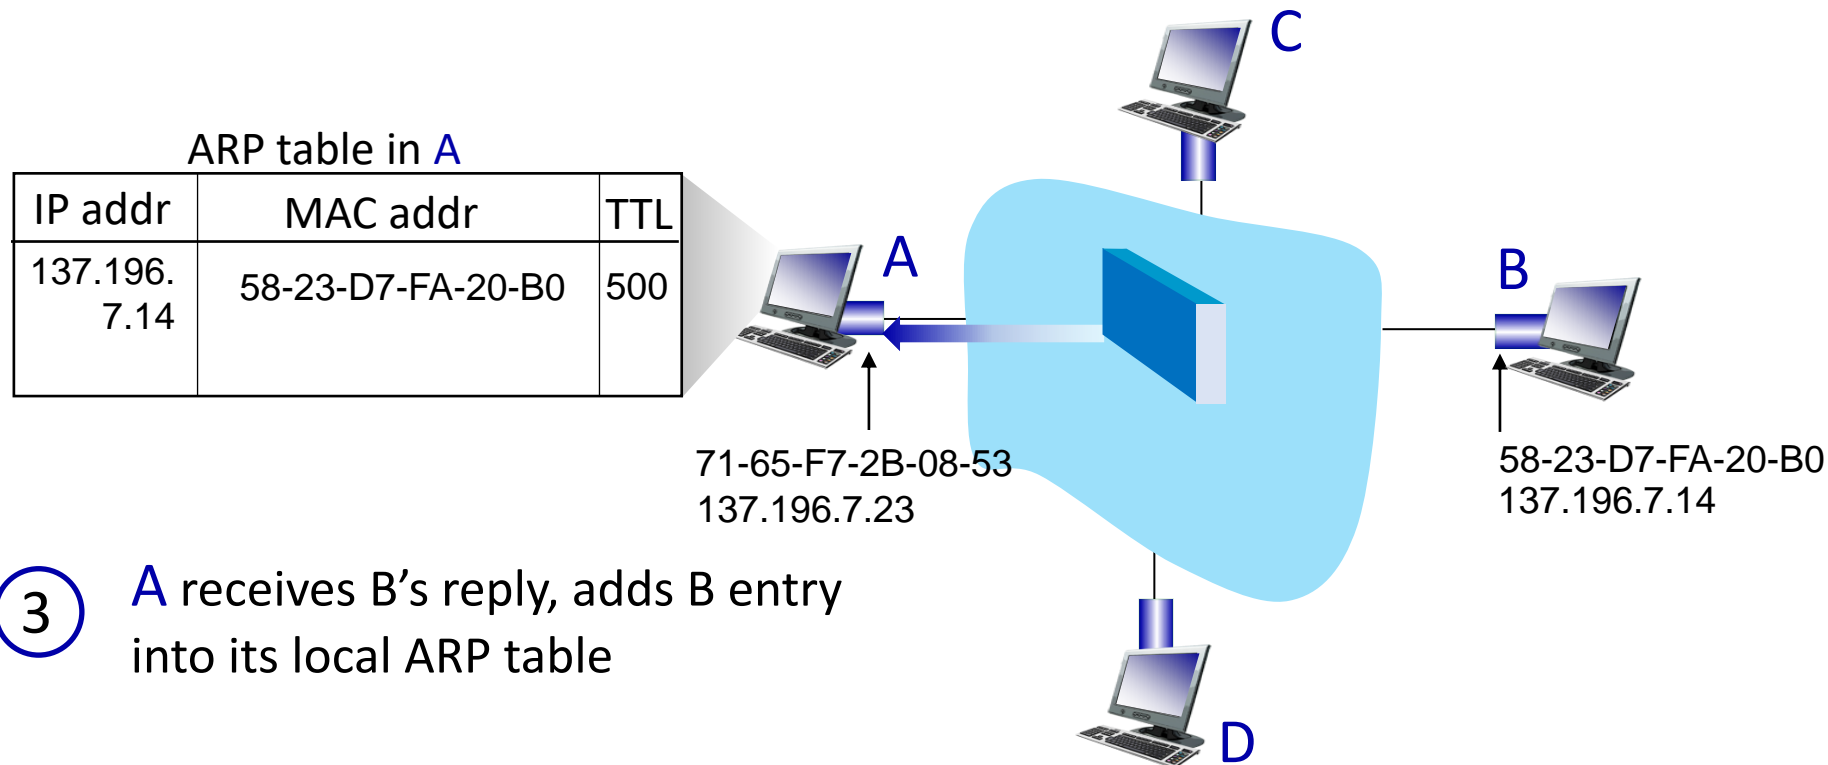 C
ARP table in A
IP addr MAC addr TTL
137.196. 58-23-D7-FA-20-B0 500
7.14
A
B
71-65-F7-2B-08-53
137.196.7.23
58-23-D7-FA-20-B0
137.196.7.14
3
A receives B’s reply, adds B entry
into its local ARP table
D